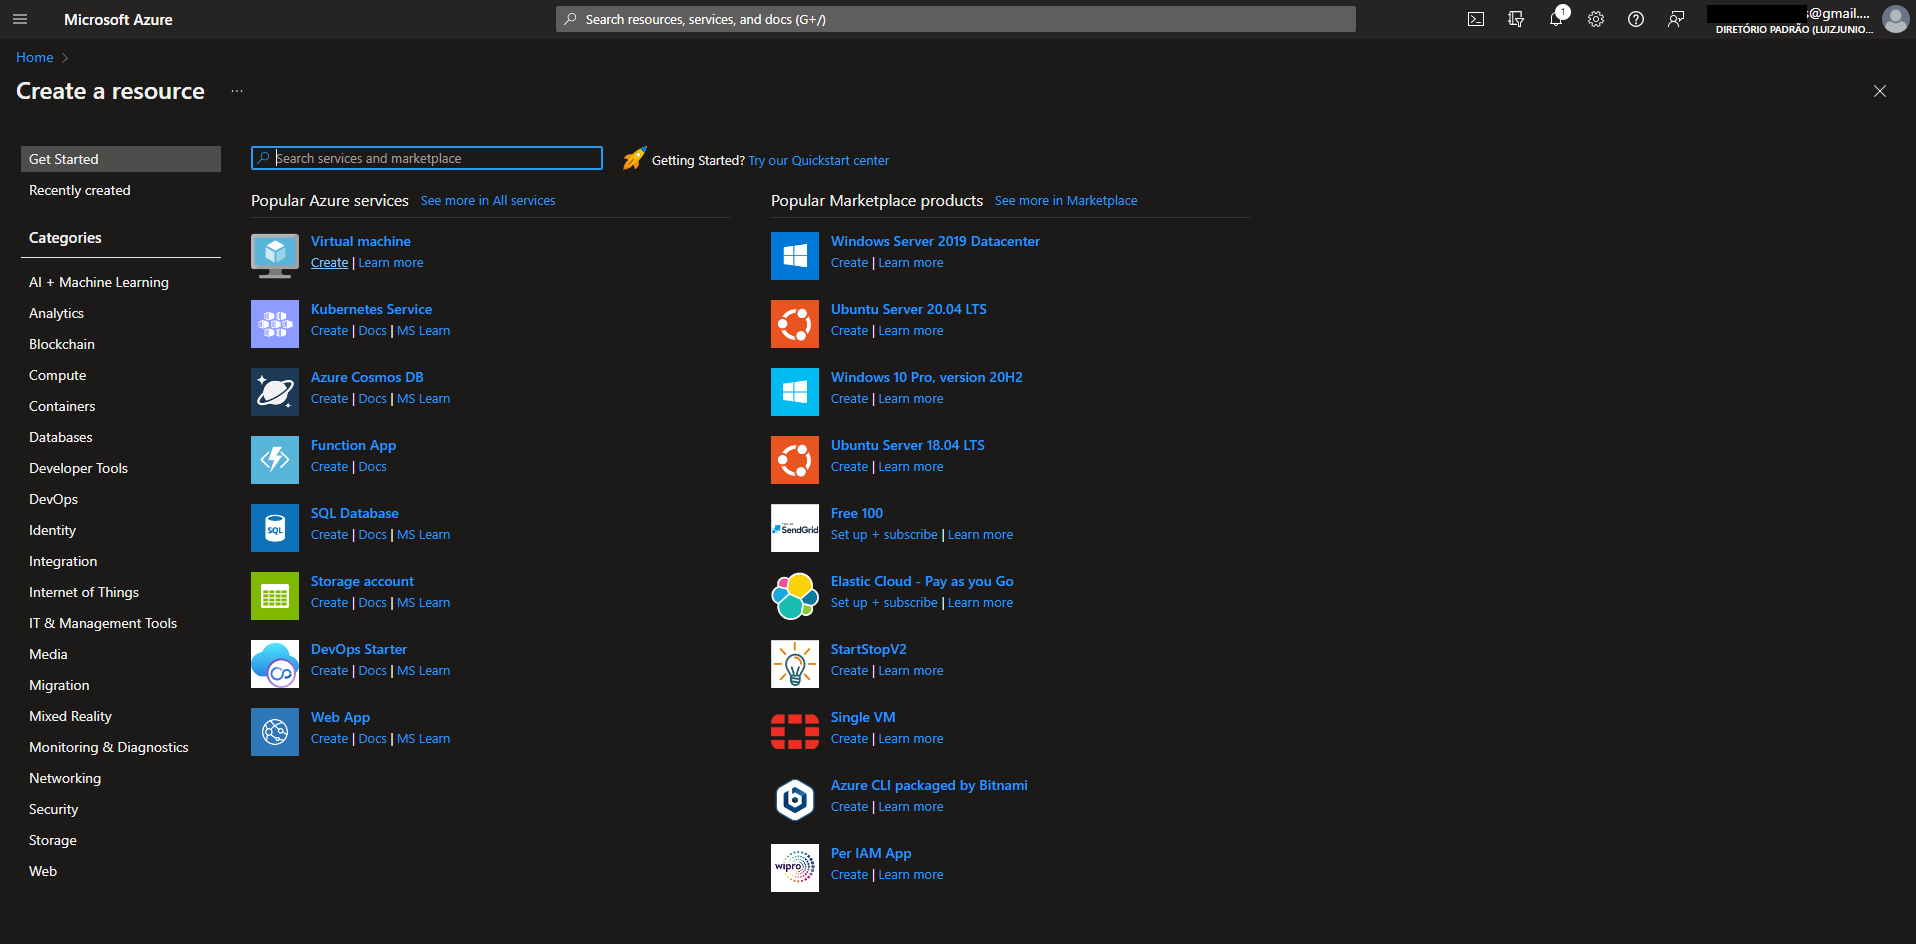 Microsoft Azure
Search resources, services, and docs (G+/)
1
s@gmail....
DIRETÓRIO PADRÃO (LUIZJUNIO...
Home
Create a resource
...
Get Started
Recently created
Categories
AI + Machine Learning
Analytics
Blockchain
Compute
Containers
Databases
Developer Tools
DevOps
Identity
Integration
Internet of Things
IT & Management Tools
Media
Migration
Mixed Reality
Monitoring & Diagnostics
Networking
Security
Storage
Web
Search services and marketplace
Getting Started? Try our Quickstart center
Popular Azure services See more in All services
Virtual machine
Create | Learn more
Kubernetes Service
Create | Docs | MS Learn
Azure Cosmos DB
Create | Docs | MS Learn
Function App
Create | Docs
SQL
SQL Database
Create | Docs | MS Learn
Storage account
Create | Docs | MS Learn
DevOps Starter
Create | Docs | MS Learn
Web App
Create | Docs | MS Learn
Popular Marketplace products See more in Marketplace
Windows Server 2019 Datacenter
Create | Learn more
Ubuntu Server 20.04 LTS
Create | Learn more
Windows 10 Pro, version 20H2
Create | Learn more
Ubuntu Server 18.04 LTS
Create | Learn more
SendGrid
Free 100
Set up + subscribe | Learn more
Elastic Cloud - Pay as you Go
Set up + subscribe | Learn more
StartStopV2
Create | Learn more
Single VM
Create | Learn more
Azure CLI packaged by Bitnami
Create | Learn more
wipro
Per IAM App
Create | Learn more